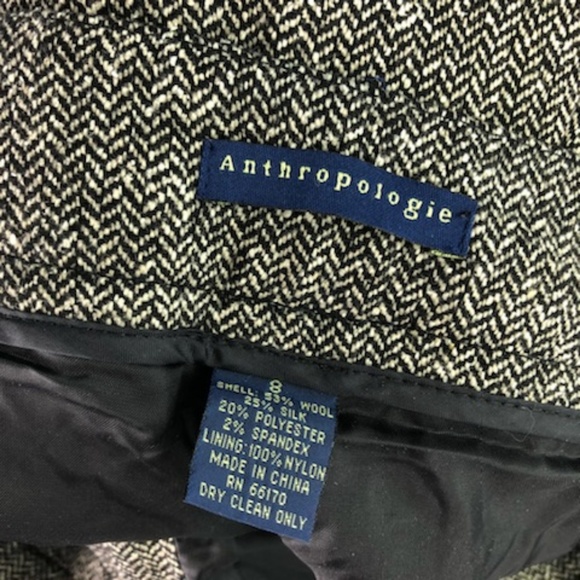 Anthropologie
8
SHELL: 53% WOOL
25% SILK
20% POLYESTER
2% SPANDEX
LINING:100% NYLON
MADE IN CHINA
RN 66170
DRY CLEAN ONLY